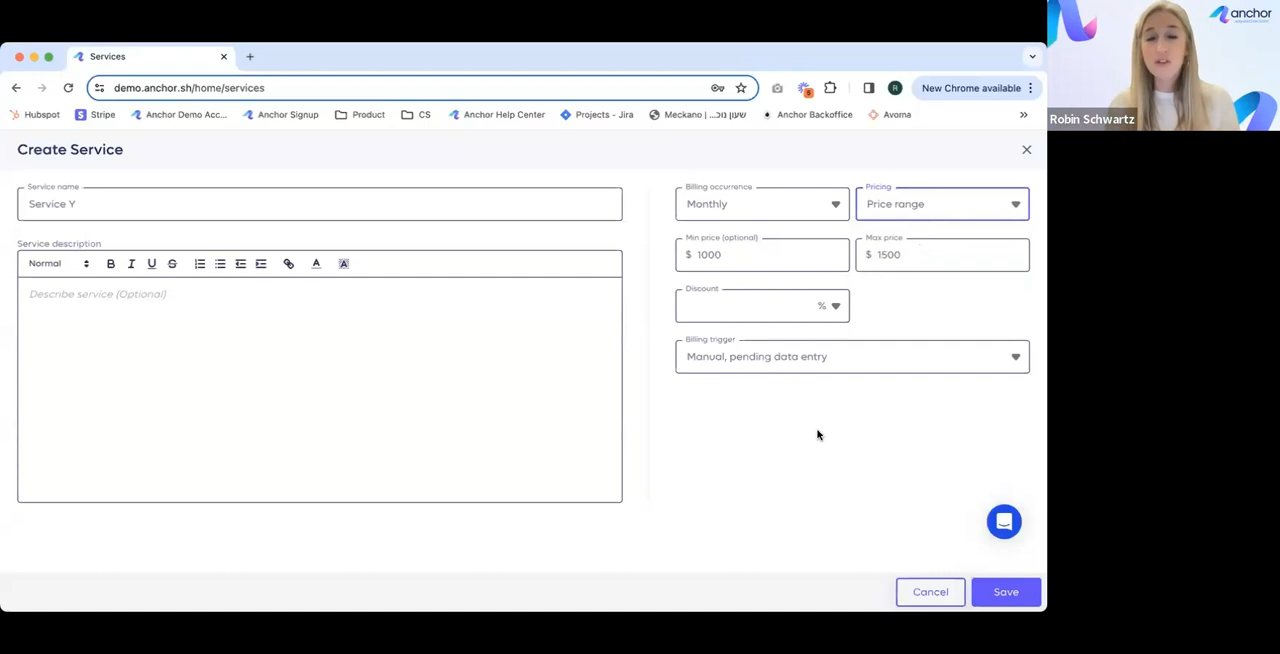 Services
demo.anchor.sh/home/services
New Chrome available
Hubspot
Stripe
Anchor Demo Acc...
Anchor Signup
Product
CS
Anchor Help Center
Projects - Jira
Meckano | ...שעון נוכ
Anchor Backoffice
Avoma
»
anchor
Robin Schwartz
Create Service
Service name
Service Y
Billing occurrence
Monthly
Pricing
Price range
Service description
Normal
B I U S
A A
Describe service (Optional)
Min price (optional)
$ 1000
Max price
$ 1500
Discount
%
Billing trigger
Manual, pending data entry
Cancel
Save